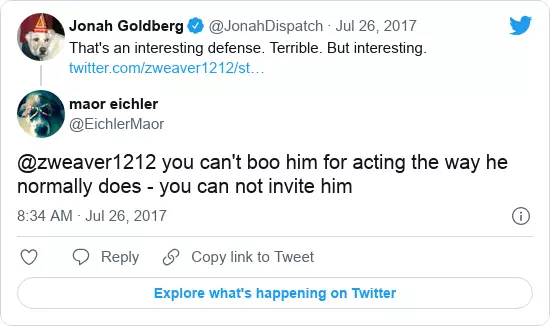 Jonah Goldberg @JonahDispatch · Jul 26, 2017
That's an interesting defense. Terrible. But interesting.
twitter.com/zweaver1212/st…
maor eichler
@EichlerMaor
@zweaver1212 you can't boo him for acting the way he
normally does - you can not invite him
8:34 AM · Jul 26, 2017
Reply
Copy link to Tweet
Explore what's happening on Twitter